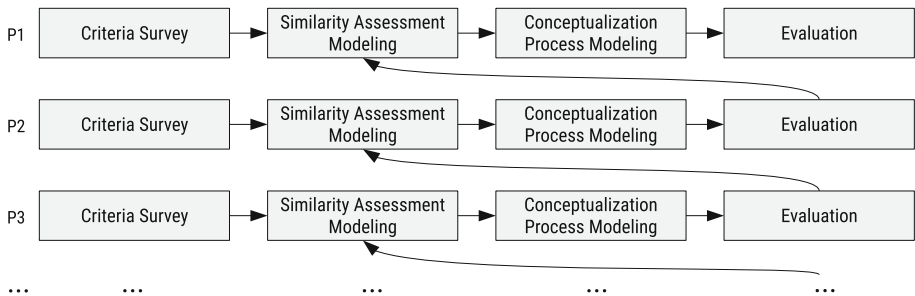 P1
Criteria Survey
Similarity Assessment
Modeling
Conceptualization
Process Modeling
Evaluation
P2
Criteria Survey
Similarity Assessment
Modeling
Conceptualization
Process Modeling
Evaluation
P3
Criteria Survey
Similarity Assessment
Modeling
Conceptualization
Process Modeling
Evaluation
... ... ... ... ...